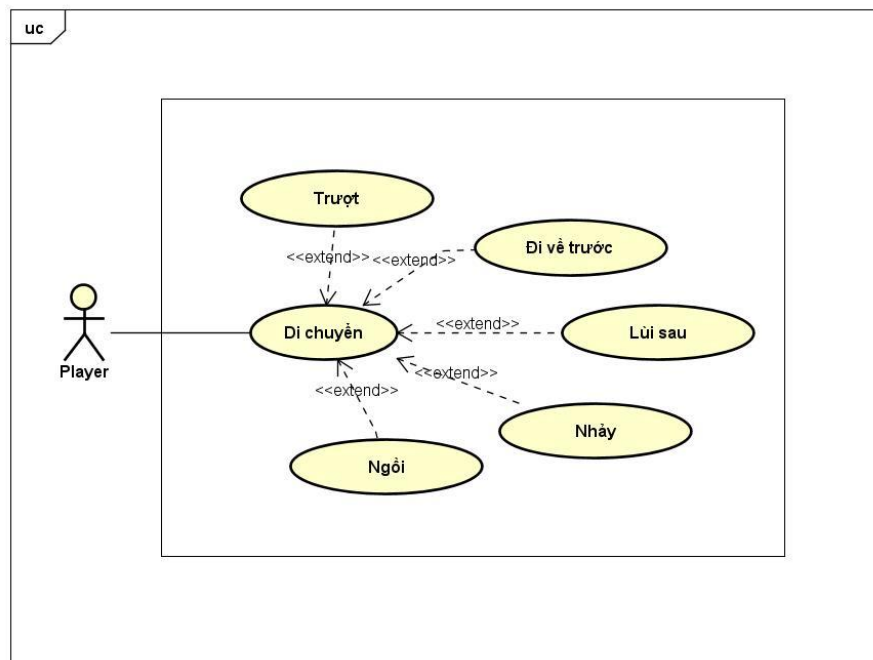 uc
Trượt
Đi về trước
<<extend>>
<<extend>>
Di chuyển
<<extend>>
Lùi sau
Player
<<extend>>
<<extend>>
Nhảy
Ngồi